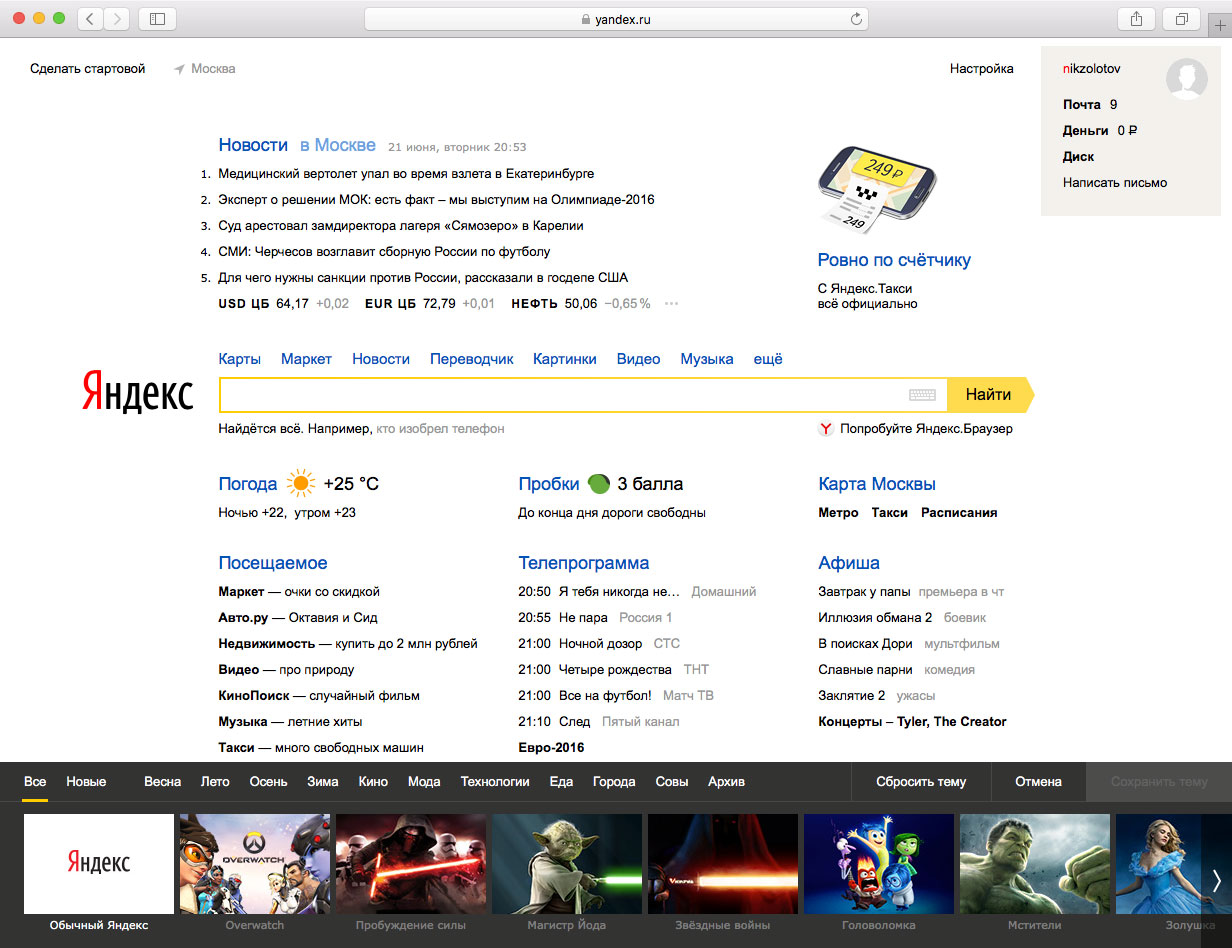 yandex.ru
Сделать стартовой Москва Настройка
nikzolotov
Почта 9
Деньги 0 ₽
Диск
Написать письмо
Новости в Москве 21 июня, вторник 20:53
1. Медицинский вертолет упал во время взлета в Екатеринбурге
2. Эксперт о решении МОК: есть факт – мы выступим на Олимпиаде-2016
3. Суд арестовал замдиректора лагеря «Сямозеро» в Карелии
4. СМИ: Черчесов возглавит сборную России по футболу
5. Для чего нужны санкции против России, рассказали в госдепе США
USD ЦБ 64,17 +0,02 EUR ЦБ 72,79 +0,01 НЕФТЬ 50,06 −0,65 % ···
249 ₽
249
Ровно по счётчику
С Яндекс.Такси
всё официально
Карты Маркет Новости Переводчик Картинки Видео Музыка ещё
Яндекс Найти
Найдётся всё. Например, кто изобрел телефон
Попробуйте Яндекс.Браузер
Погода +25 °C
Ночью +22, утром +23
Пробки 3 балла
До конца дня дороги свободны
Карта Москвы
Метро Такси Расписания
Посещаемое
Маркет — очки со скидкой
Авто.ру — Октавия и Сид
Недвижимость — купить до 2 млн рублей
Видео — про природу
КиноПоиск — случайный фильм
Музыка — летние хиты
Такси — много свободных машин
Телепрограмма
20:50 Я тебя никогда не… Домашний
20:55 Не пара Россия 1
21:00 Ночной дозор СТС
21:00 Четыре рождества ТНТ
21:00 Все на футбол! Матч ТВ
21:10 След Пятый канал
Евро-2016
Афиша
Завтрак у папы премьера в чт
Иллюзия обмана 2 боевик
В поисках Дори мультфильм
Славные парни комедия
Заклятие 2 ужасы
Концерты – Tyler, The Creator
Все Новые Весна Лето Осень Зима Кино Мода Технологии Еда Города Совы Архив Сбросить тему Отмена Сохранить тему
Яндекс
OVERWATCH
Обычный Яндекс Overwatch Пробуждение силы Магистр Йода Звёздные войны Головоломка Мстители Золушка